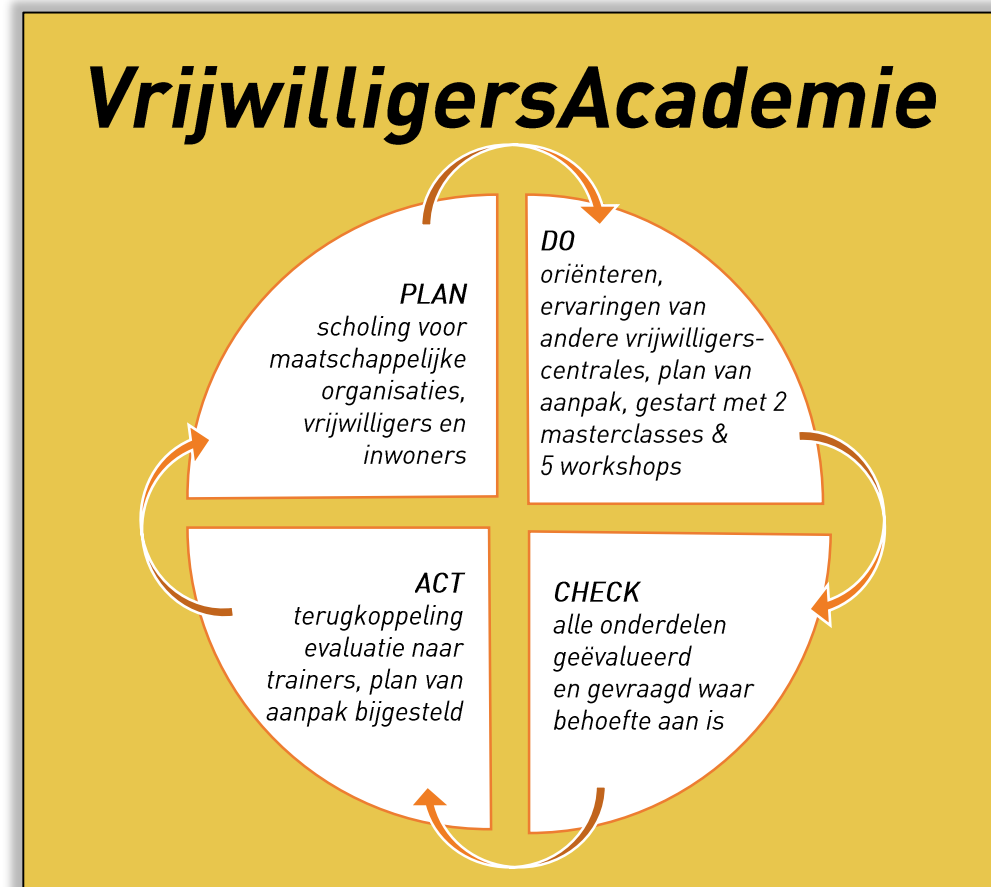 VrijwilligersAcademie
PLAN
scholing voor
maatschappelijke
organisaties,
vrijwilligers en
inwoners
DO
oriënteren,
ervaringen van
andere vrijwilligers-
centrales, plan van
aanpak, gestart met 2
masterclasses &
5 workshops
CHECK
alle onderdelen
geëvalueerd
en gevraagd waar
behoefte aan is
ACT
terugkoppeling
evaluatie naar
trainers, plan van
aanpak bijgesteld